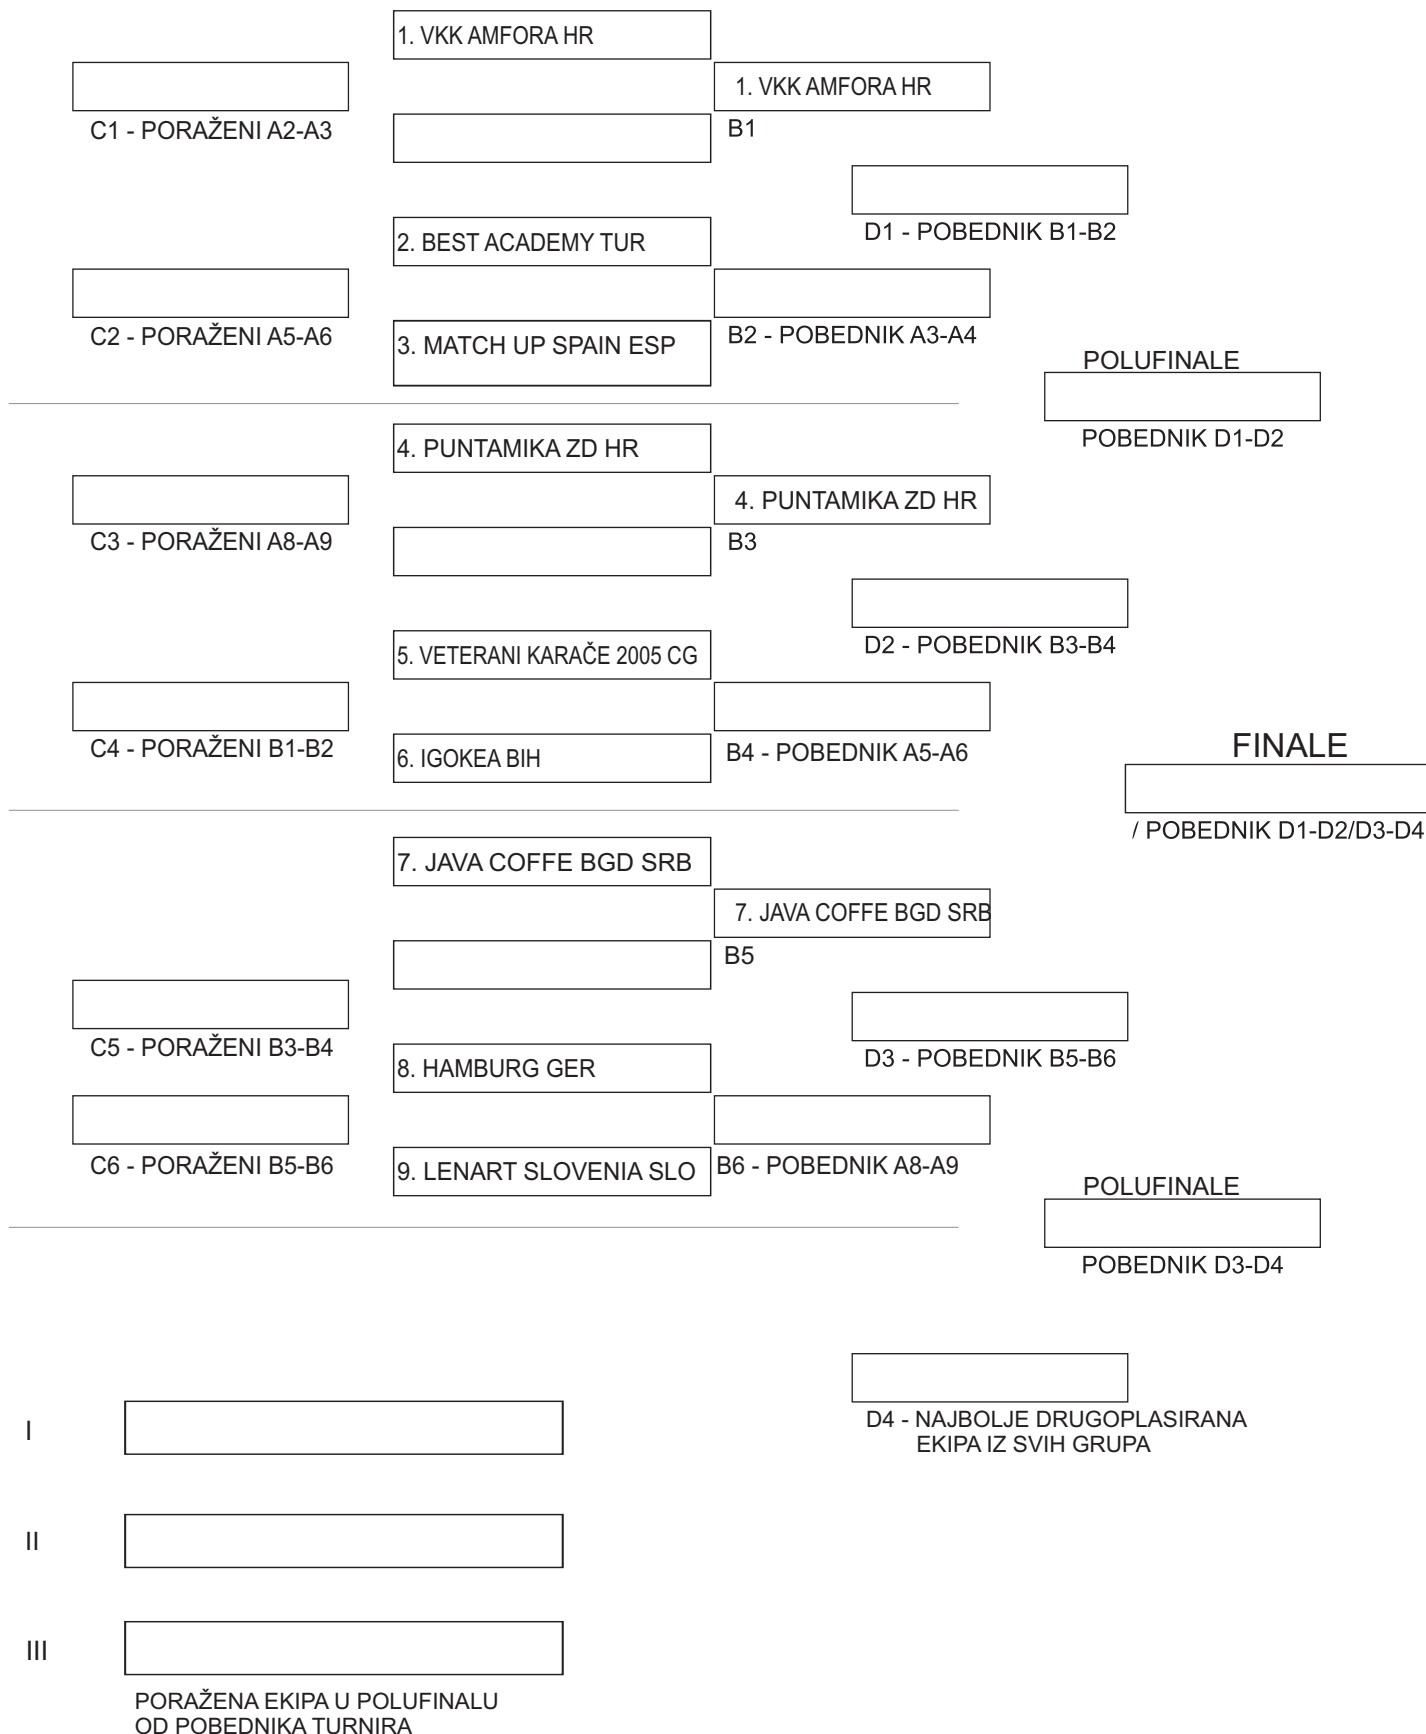 1. VKK AMFORA HR
1. VKK AMFORA HR
C1 - PORAŽENI A2-A3
B1
D1 - POBEDNIK B1-B2
2. BEST ACADEMY TUR
C2 - PORAŽENI A5-A6
3. MATCH UP SPAIN ESP
B2 - POBEDNIK A3-A4
POLUFINALE
POBEDNIK D1-D2
4. PUNTAMIKA ZD HR
4. PUNTAMIKA ZD HR
C3 - PORAŽENI A8-A9
B3
D2 - POBEDNIK B3-B4
5. VETERANI KARAČE 2005 CG
C4 - PORAŽENI B1-B2
6. IGOKEA BIH
B4 - POBEDNIK A5-A6
FINALE
/ POBEDNIK D1-D2/D3-D4
7. JAVA COFFE BGD SRB
7. JAVA COFFE BGD SRB
B5
C5 - PORAŽENI B3-B4
D3 - POBEDNIK B5-B6
8. HAMBURG GER
C6 - PORAŽENI B5-B6
9. LENART SLOVENIA SLO
B6 - POBEDNIK A8-A9
POLUFINALE
POBEDNIK D3-D4
D4 - NAJBOLJE DRUGOPLASIRANA
EKIPA IZ SVIH GRUPA
I
II
III
PORAŽENA EKIPA U POLUFINALU
OD POBEDNIKA TURNIRA